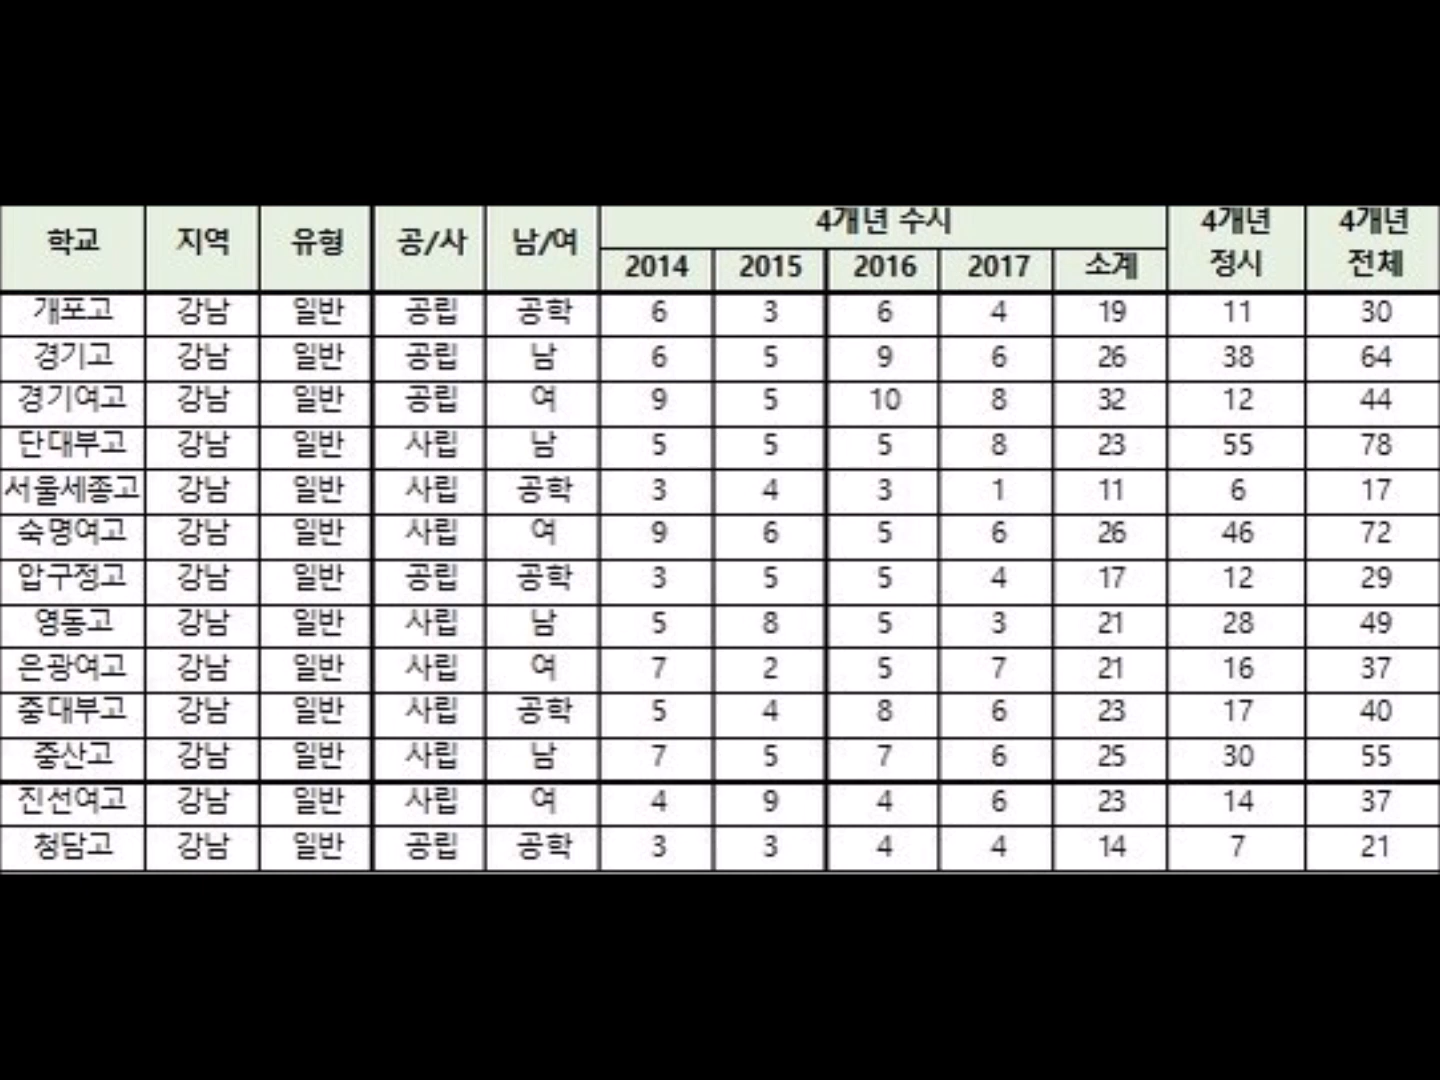 학교 지역 유형 공/사 남/여 4개년 수시 4개년 정시 4개년 전체
2014 2015 2016 2017 소계
개포고 강남 일반 공립 공학 6 3 6 4 19 11 30
경기고 강남 일반 공립 남 6 5 9 6 26 38 64
경기여고 강남 일반 공립 여 9 5 10 8 32 12 44
단대부고 강남 일반 사립 남 5 5 5 8 23 55 78
서울세종고 강남 일반 사립 공학 3 4 3 1 11 6 17
숙명여고 강남 일반 사립 여 9 6 5 6 26 46 72
압구정고 강남 일반 공립 공학 3 5 5 4 17 12 29
영동고 강남 일반 사립 남 5 8 5 3 21 28 49
은광여고 강남 일반 사립 여 7 2 5 7 21 16 37
중대부고 강남 일반 사립 공학 5 4 8 6 23 17 40
중산고 강남 일반 사립 남 7 5 7 6 25 30 55
진선여고 강남 일반 사립 여 4 9 4 6 23 14 37
청담고 강남 일반 공립 공학 3 3 4 4 14 7 21